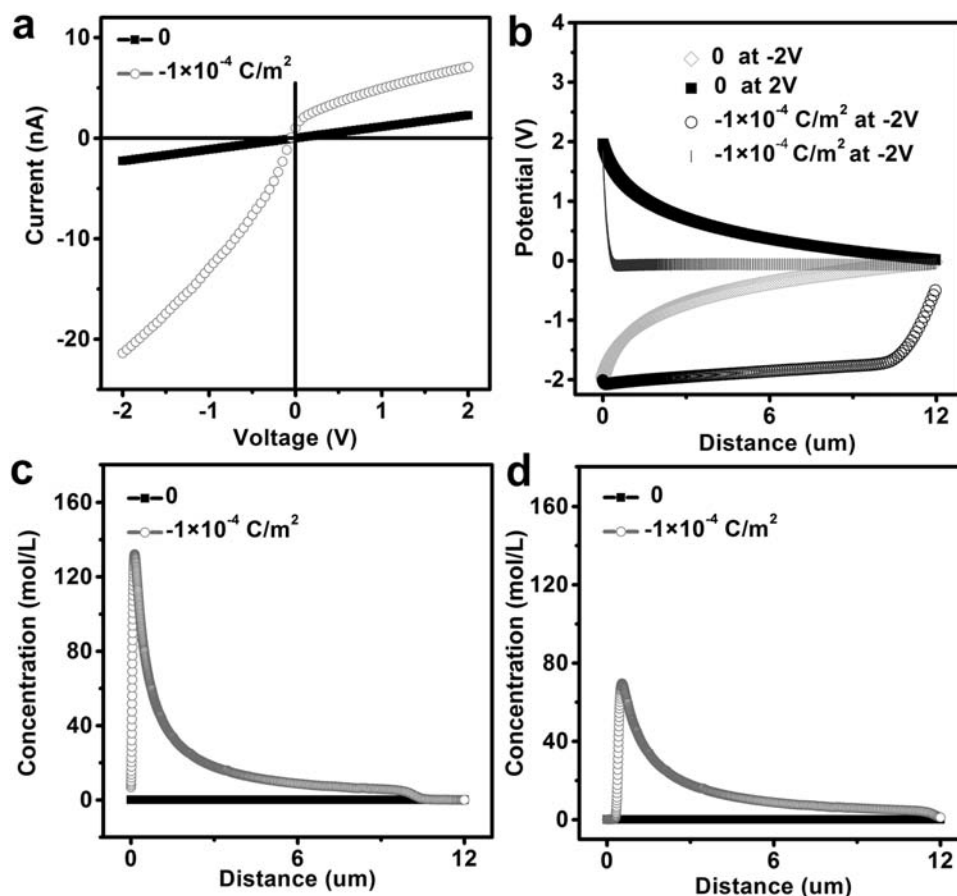 a
0
-1×10⁻⁴ C/m²
10
0
-10
-20
Current (nA)
-2 -1 0 1 2
Voltage (V)
b
0 at -2V
0 at 2V
-1×10⁻⁴ C/m² at -2V
-1×10⁻⁴ C/m² at -2V
4
2
1
0
-1
-2
Potential (V)
0 6 12
Distance (um)
c
0
-1×10⁻⁴ C/m²
160
120
80
40
0
Concentration (mol/L)
0 6 12
Distance (um)
d
0
-1×10⁻⁴ C/m²
160
120
80
40
0
Concentration (mol/L)
0 6 12
Distance (um)